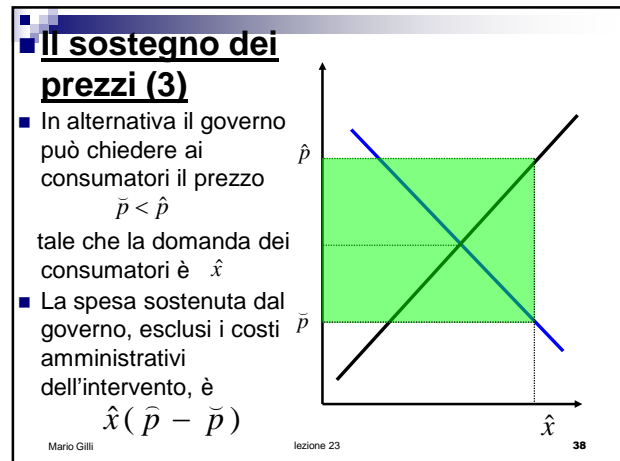 Il sostegno dei
prezzi (3)
In alternativa il governo
può chiedere ai
consumatori il prezzo
p̆ < p̂
tale che la domanda dei
consumatori è x̂
La spesa sostenuta dal
governo, esclusi i costi
amministrativi
dell'intervento, è
x̂( p̂ − p̆ )
p̂
p̆
x̂
Mario Gilli
lezione 23
38